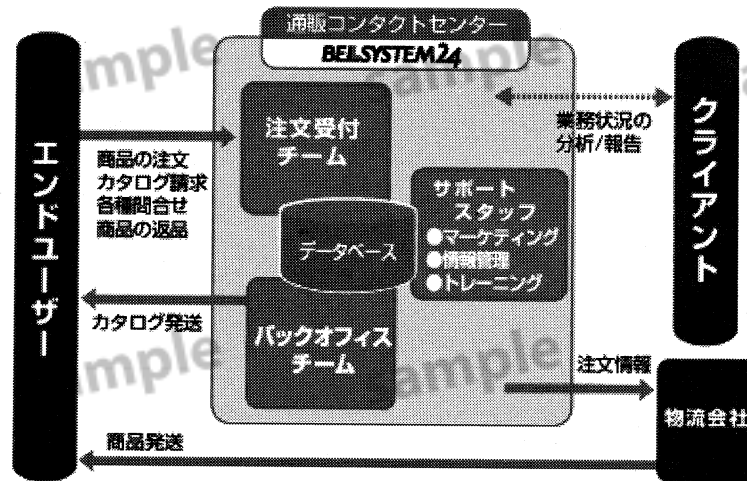 通販コンタクトセンター
BELLSYSTEM24
エンドユーザー
商品の注文
カタログ請求
各種問合せ
商品の返品
注文受付
チーム
データベース
サポート
スタッフ
●マーケティング
●情報管理
●トレーニング
業務状況の
分析/報告
クライアント
カタログ発送
バックオフィス
チーム
注文情報
物流会社
商品発送
sample
sample
sample
sample